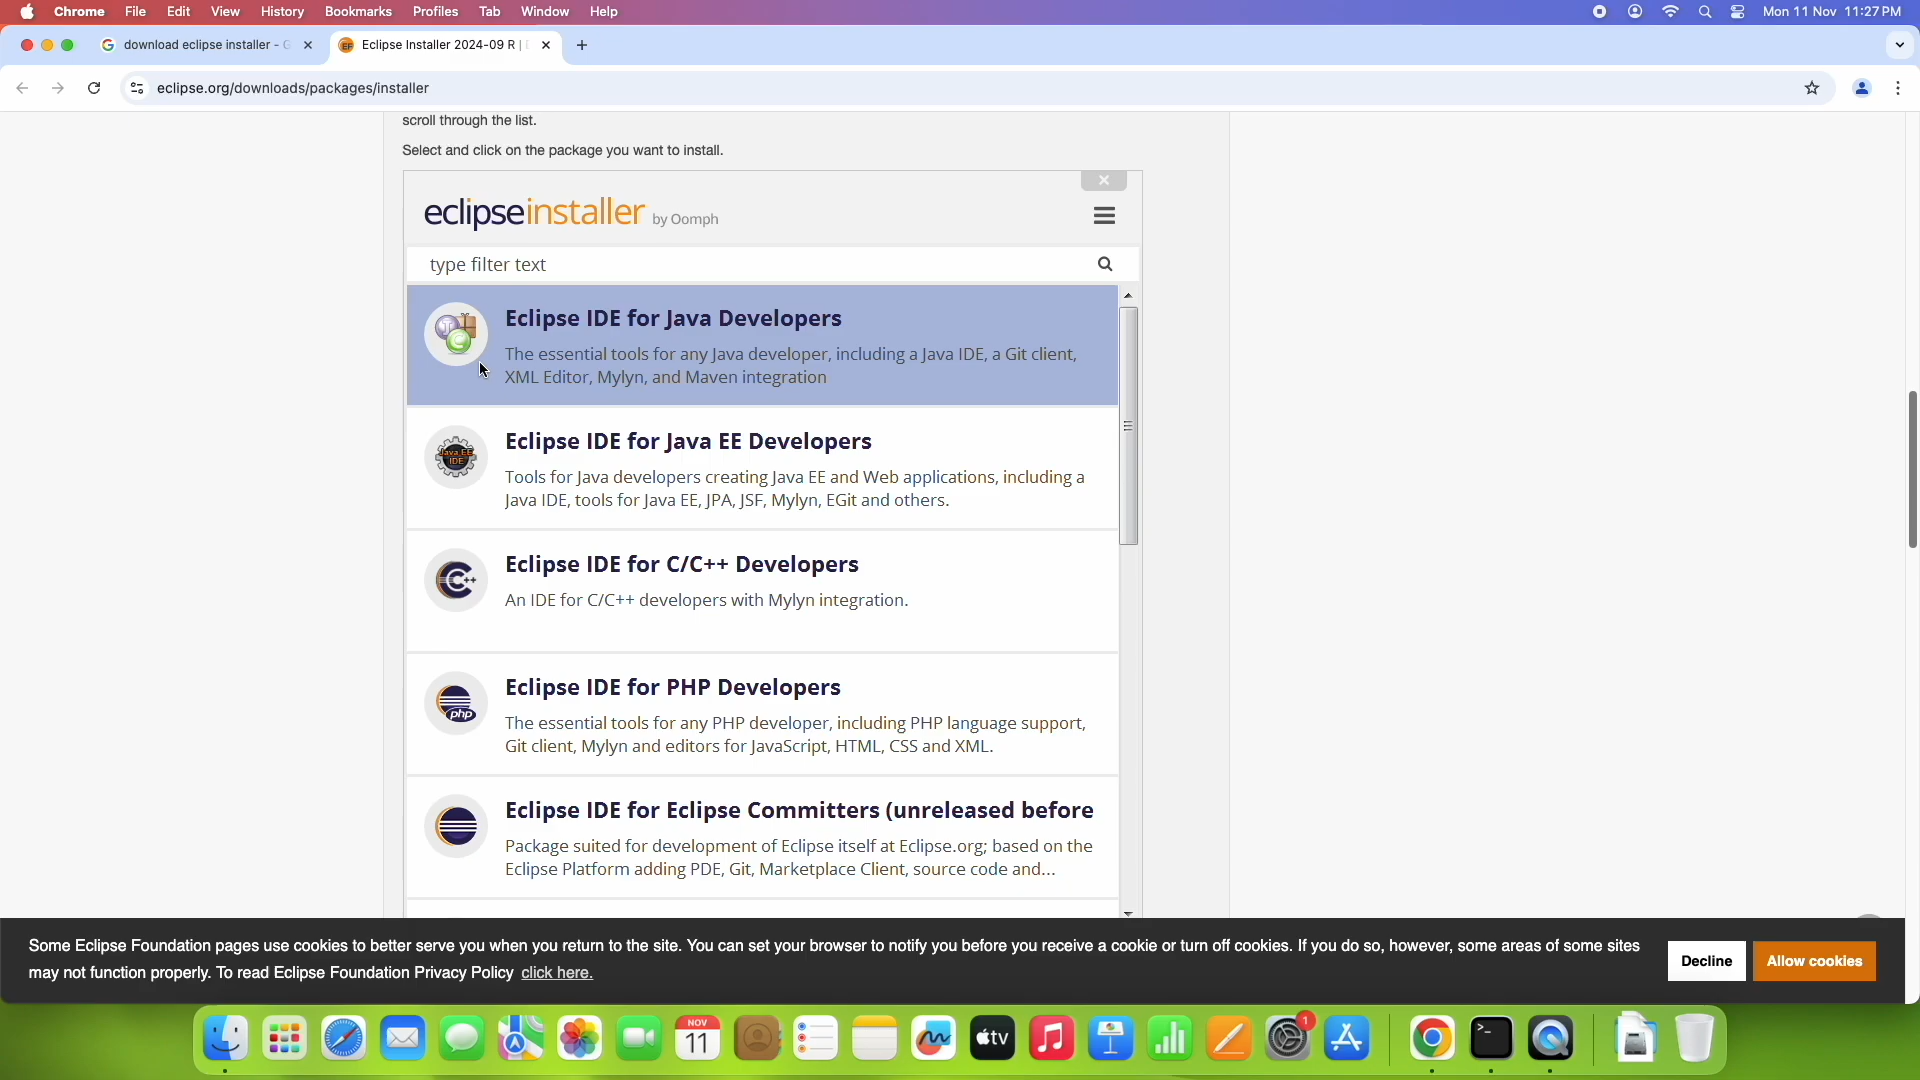 Chrome File Edit View History Bookmarks Profiles Tab Window Help Mon 11 Nov 11:27 PM
download eclipse installer - G Eclipse Installer 2024-09 R |
eclipse.org/downloads/packages/installer
scroll through the list.
Select and click on the package you want to install.
eclipseinstaller by Oomph
type filter text
Eclipse IDE for Java Developers
The essential tools for any Java developer, including a Java IDE, a Git client,
XML Editor, Mylyn, and Maven integration
Java EE
IDE
Eclipse IDE for Java EE Developers
Tools for Java developers creating Java EE and Web applications, including a
Java IDE, tools for Java EE, JPA, JSF, Mylyn, EGit and others.
C++
Eclipse IDE for C/C++ Developers
An IDE for C/C++ developers with Mylyn integration.
php
Eclipse IDE for PHP Developers
The essential tools for any PHP developer, including PHP language support,
Git client, Mylyn and editors for JavaScript, HTML, CSS and XML.
Eclipse IDE for Eclipse Committers (unreleased before
Package suited for development of Eclipse itself at Eclipse.org; based on the
Eclipse Platform adding PDE, Git, Marketplace Client, source code and...
Some Eclipse Foundation pages use cookies to better serve you when you return to the site. You can set your browser to notify you before you receive a cookie or turn off cookies. If you do so, however, some areas of some sites
may not function properly. To read Eclipse Foundation Privacy Policy click here.
Decline Allow cookies
NOV
11
tv
1